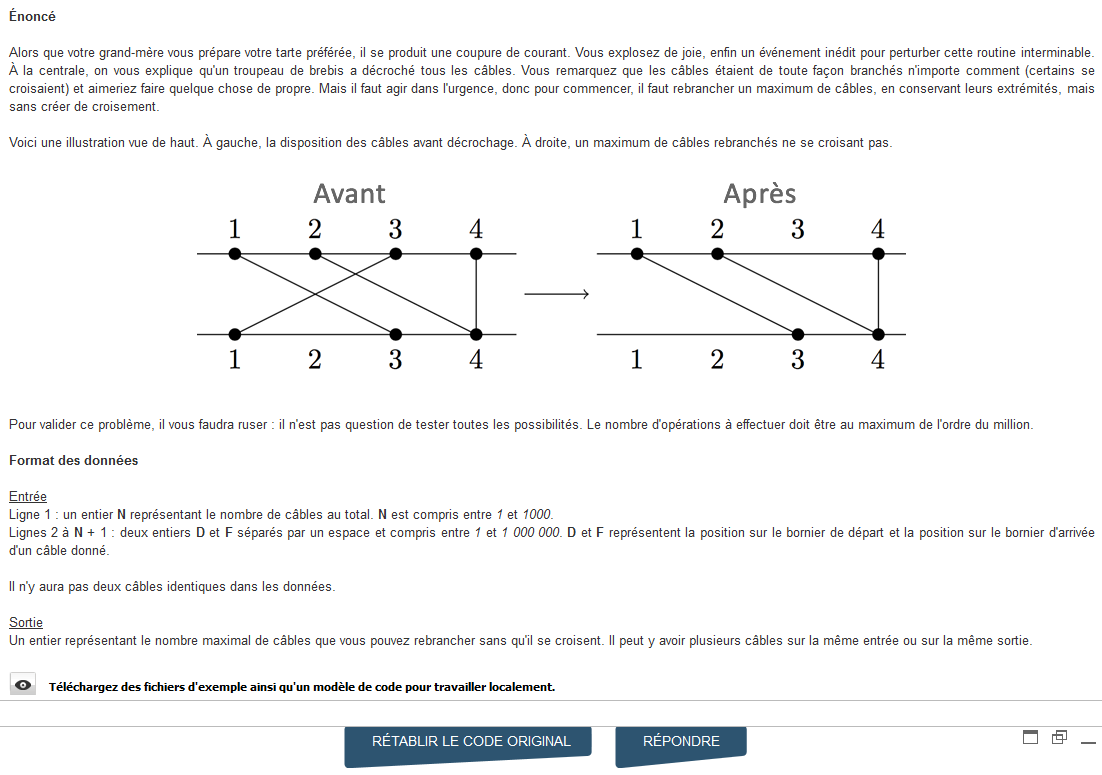 Énoncé
Alors que votre grand-mère vous prépare votre tarte préférée, il se produit une coupure de courant. Vous explosez de joie, enfin un événement inédit pour perturber cette routine interminable.
À la centrale, on vous explique qu'un troupeau de brebis a décroché tous les câbles. Vous remarquez que les câbles étaient de toute façon branchés n'importe comment (certains se
croisaient) et aimeriez faire quelque chose de propre. Mais il faut agir dans l'urgence, donc pour commencer, il faut rebrancher un maximum de câbles, en conservant leurs extrémités, mais
sans créer de croisement.
Voici une illustration vue de haut. À gauche, la disposition des câbles avant décrochage. À droite, un maximum de câbles rebranchés ne se croisant pas.
Avant Après
1 2 3 4 1 2 3 4
1 2 3 4 1 2 3 4
Pour valider ce problème, il vous faudra ruser : il n'est pas question de tester toutes les possibilités. Le nombre d'opérations à effectuer doit être au maximum de l'ordre du million.
Format des données
Entrée
Ligne 1 : un entier N représentant le nombre de câbles au total. N est compris entre 1 et 1000.
Lignes 2 à N + 1 : deux entiers D et F séparés par un espace et compris entre 1 et 1 000 000. D et F représentent la position sur le bornier de départ et la position sur le bornier d'arrivée
d'un câble donné.
Il n'y aura pas deux câbles identiques dans les données.
Sortie
Un entier représentant le nombre maximal de câbles que vous pouvez rebrancher sans qu'il se croisent. Il peut y avoir plusieurs câbles sur la même entrée ou sur la même sortie.
Téléchargez des fichiers d'exemple ainsi qu'un modèle de code pour travailler localement.
RÉTABLIR LE CODE ORIGINAL RÉPONDRE